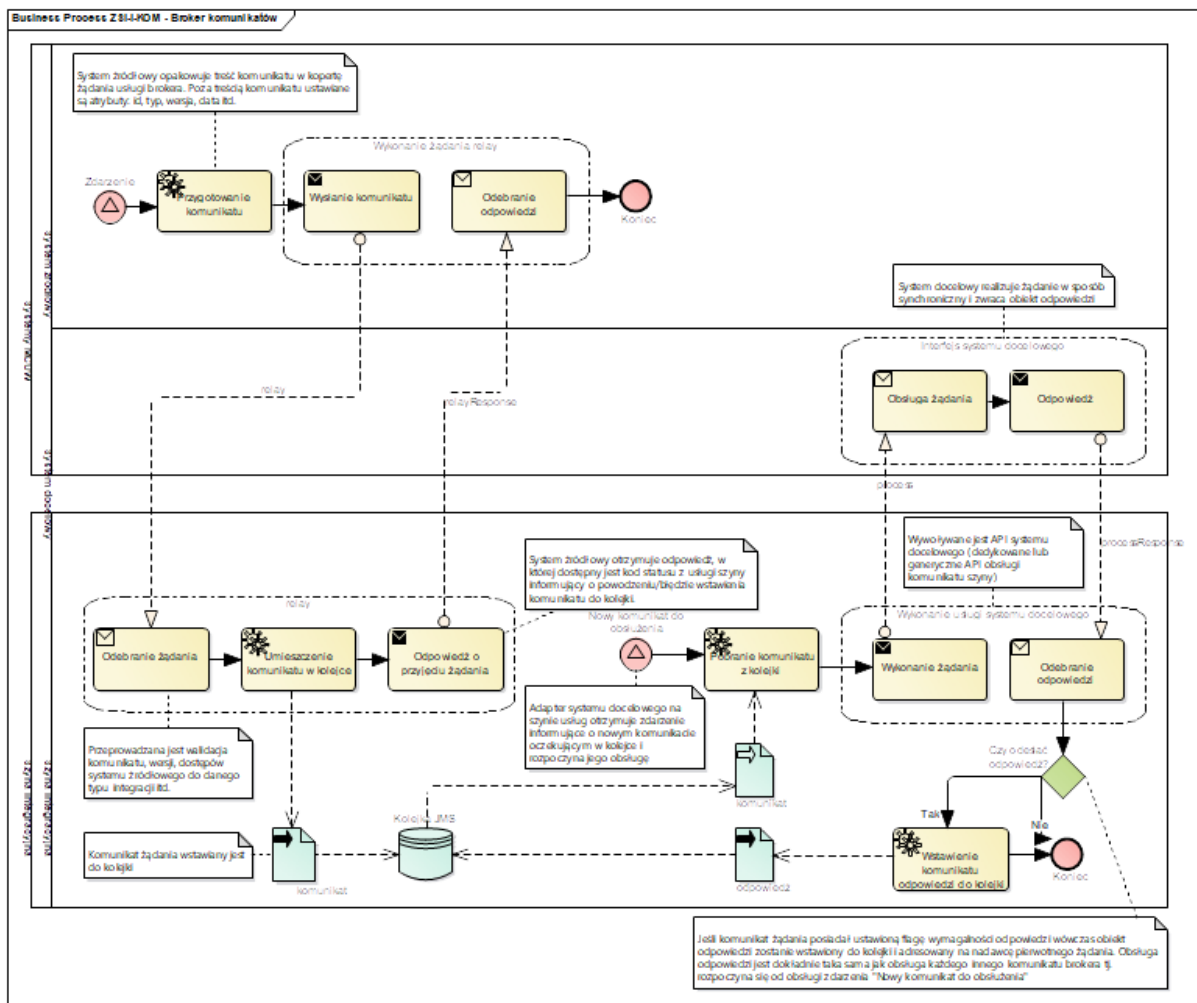 Business Process ZSI-I-KOM - Broker komunikatów
System źródłowy opakowuje treść komunikatu w kopertę
żądania usługi brokera. Poza treścią komunikatu ustawiane
są atrybuty: id, typ, wersja, data itd.
Wykonanie żądania relay
Zdarzenie
Przygotowanie
komunikatu
Wysłanie komunikatu
Odebranie
odpowiedzi
Koniec
system źródłowy
System docelowy realizuje żądanie w sposób
synchroniczny i zwraca obiekt odpowiedzi
Interfejs systemu docelowego
relay
relayResponse
Obsługa żądania
Odpowiedź
system docelowy
process
processResponse
Wywoływane jest API systemu
docelowego (dedykowane lub
generyczne API obsługi
komunikatu szyny)
System źródłowy otrzymuje odpowiedź, w
której dostępny jest kod statusu z usługi szyny
informujący o powodzeniu/błędzie wstawienia
komunikatu do kolejki.
relay
Nowy komunikat do
obsłużenia
Wykonanie usługi systemu docelowego
Odebranie żądania
Umieszczenie
komunikatu w kolejce
Odpowiedź o
przyjęciu żądania
Pobranie komunikatu
z kolejki
Wykonanie żądania
Odebranie
odpowiedzi
Adapter systemu docelowego na
szynie usług otrzymuje zdarzenie
informujące o nowym komunikacie
oczekującym w kolejce i
rozpoczyna jego obsługę
Przeprowadzana jest walidacja
komunikatu, wersji, dostępów
systemu źródłowego do danego
typu integracji itd.
Czy odesłać
odpowiedź?
komunikat
Kolejka JMS
Tak
Nie
Komunikat żądania wstawiany jest
do kolejki
komunikat
odpowiedź
Wstawienie
komunikatu
odpowiedzi do kolejki
Koniec
szyna integracyjna
szyna integracyjna
Jeśli komunikat żądania posiadał ustawioną flagę wymagalności odpowiedzi wówczas obiekt
odpowiedzi zostanie wstawiony do kolejki i adresowany na nadawcę pierwotnego żądania. Obsługa
odpowiedzi jest dokładnie taka sama jak obsługa każdego innego komunikatu brokera tj.
rozpoczyna się od obsługi zdarzenia "Nowy komunikat do obsłużenia"